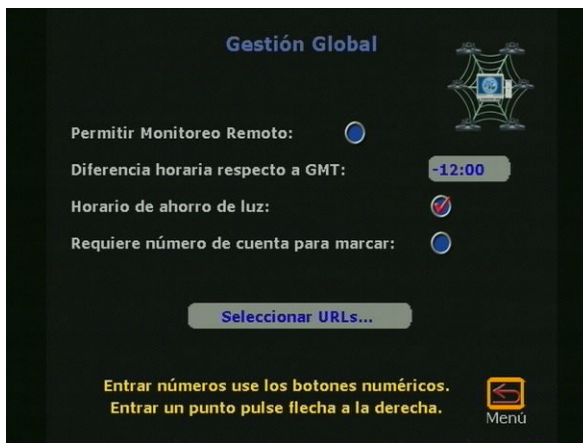 Gestión Global
Permitir Monitoreo Remoto:
Diferencia horaria respecto a GMT:
-12:00
Horario de ahorro de luz:
Requiere número de cuenta para marcar:
Seleccionar URLs...
Entrar números use los botones numéricos.
Entrar un punto pulse flecha a la derecha.
Menú